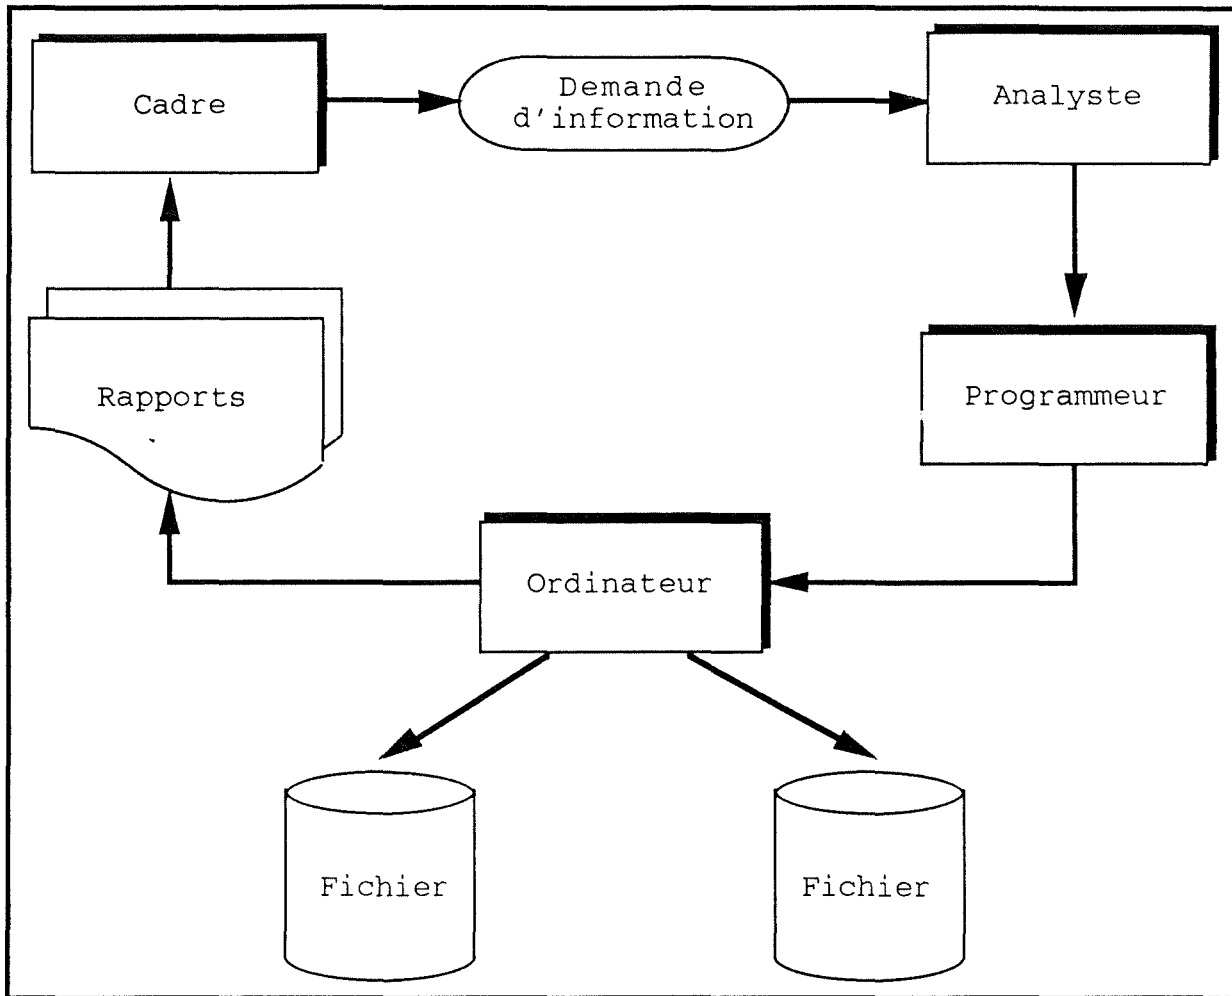 Cadre
Demande
d'information
Analyste
Rapports
Programmeur
Ordinateur
Fichier
Fichier